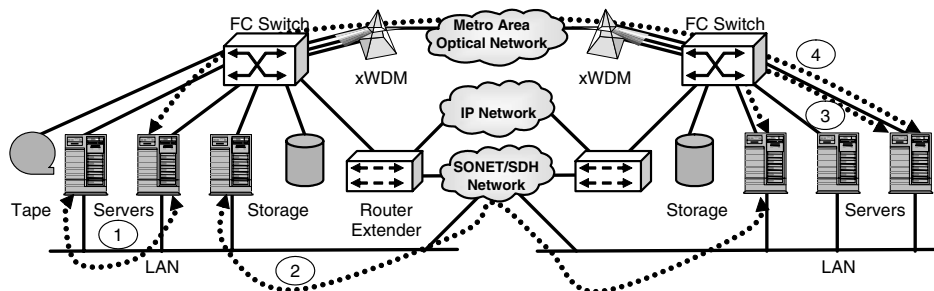 FC Switch
Metro Area
Optical Network
FC Switch
xWDM
xWDM
4
IP Network
3
SONET/SDH
Network
Tape
Servers
Storage
Router
Extender
Storage
Servers
1
2
LAN
LAN